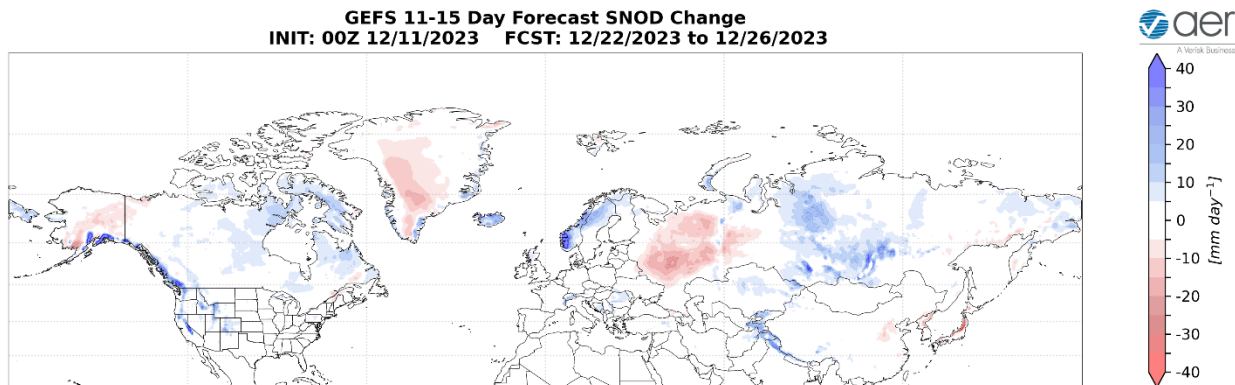 GEFS 11-15 Day Forecast SNOD Change
INIT: 00Z 12/11/2023    FCST: 12/22/2023 to 12/26/2023
aer
A Verisk Business
40
30
20
10
0
-10
-20
-30
-40
[mm day⁻¹]